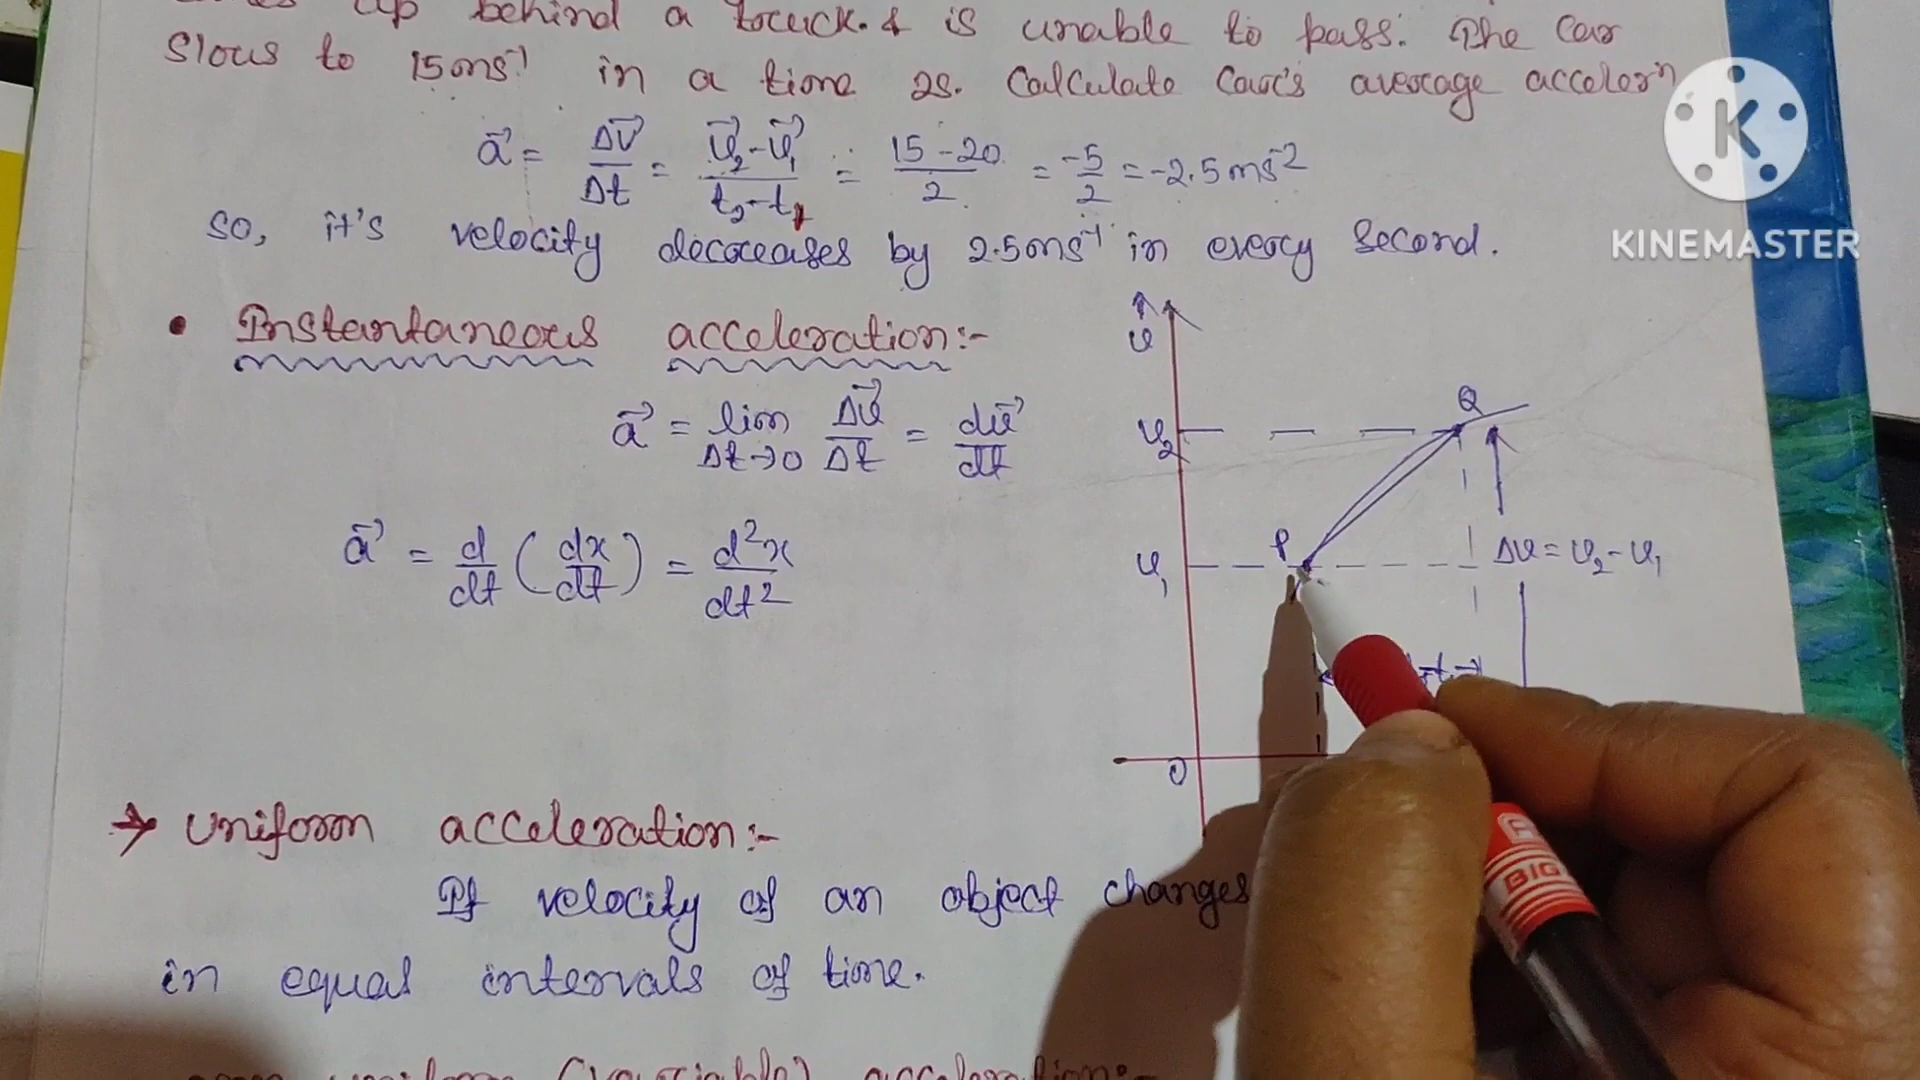 up behind a truck. & is unable to pass. The Car
Slows to 15ms⁻¹ in a time 2s. Calculate Car's average accelerⁿ
a⃗ = Δv⃗/Δt = v⃗₂-v⃗₁/t₂-t₁ = 15-20/2 = -5/2 = -2.5ms⁻²
So, it's velocity decreases by 2.5ms⁻¹ in every second.
• Instantaneous acceleration:-
a⃗ = lim Δt→0 Δv⃗/Δt = dv⃗/dt
a⃗ = d/dt (dx/dt) = d²x/dt²
v
v₂
Q
v₁
P
Δv = v₂-v₁
O
→ Uniform acceleration:-
If velocity of an object changes
in equal intervals of time.
(variable) acceleration:-
K
KINEMASTER
BIG